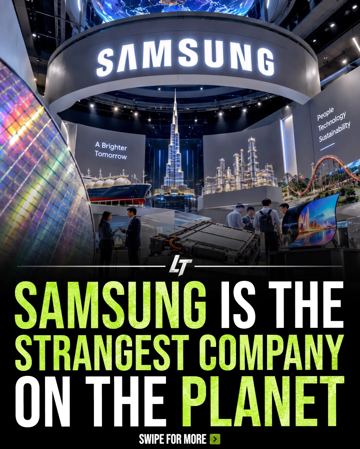 SAMSUNG
A Brighter
Tomorrow
People
Technology
Sustainability
LT
SAMSUNG IS THE
STRANGEST COMPANY
ON THE PLANET
SWIPE FOR MORE